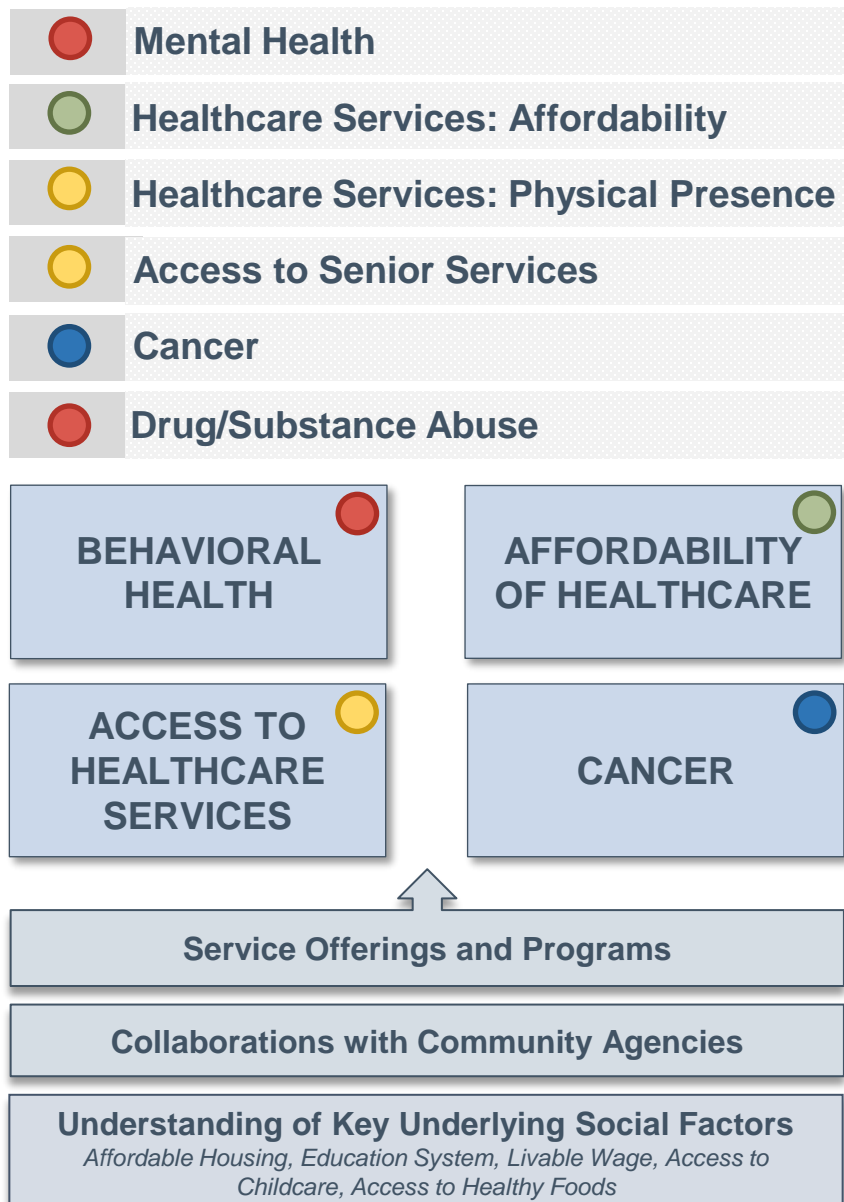 Mental Health
Healthcare Services: Affordability
Healthcare Services: Physical Presence
Access to Senior Services
Cancer
Drug/Substance Abuse
BEHAVIORAL
HEALTH
AFFORDABILITY
OF HEALTHCARE
ACCESS TO
HEALTHCARE
SERVICES
CANCER
Service Offerings and Programs
Collaborations with Community Agencies
Understanding of Key Underlying Social Factors
Affordable Housing, Education System, Livable Wage, Access to
Childcare, Access to Healthy Foods